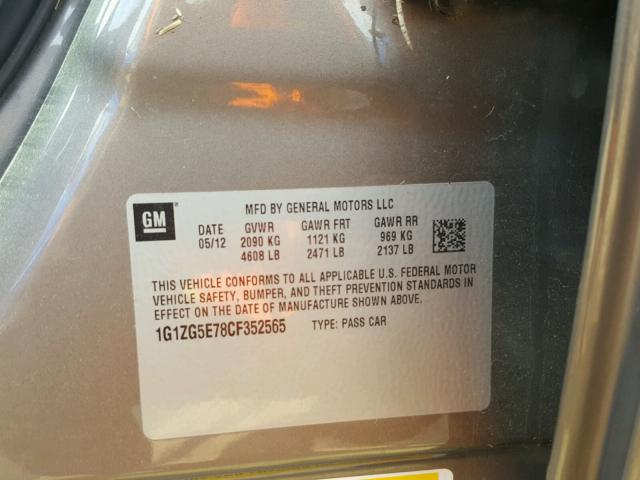 GM
MFD BY GENERAL MOTORS LLC
DATE GVWR GAWR FRT GAWR RR
05/12 2090 KG 1121 KG 969 KG
4608 LB 2471 LB 2137 LB
THIS VEHICLE CONFORMS TO ALL APPLICABLE U.S. FEDERAL MOTOR
VEHICLE SAFETY, BUMPER, AND THEFT PREVENTION STANDARDS IN
EFFECT ON THE DATE OF MANUFACTURE SHOWN ABOVE.
1G1ZG5E78CF352565 TYPE: PASS CAR